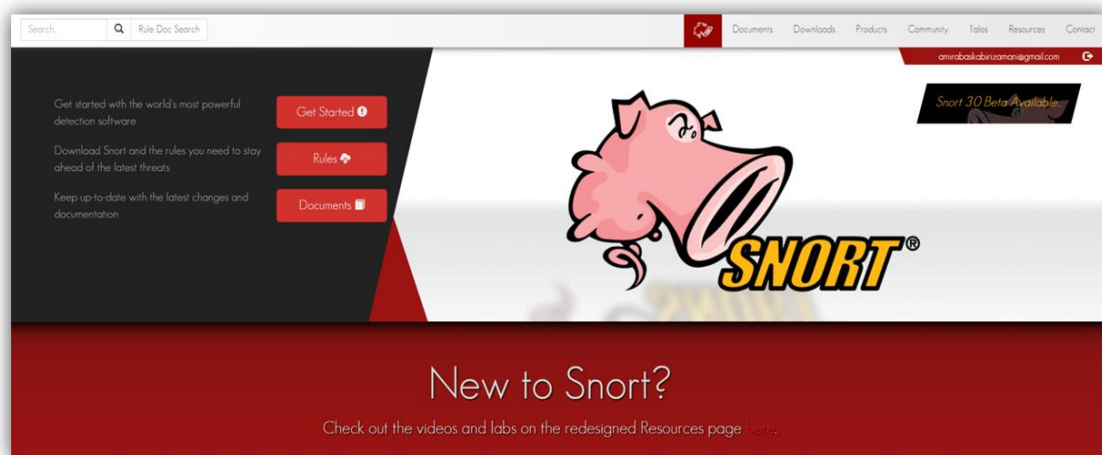 Search.
Rule Doc Search
Documents
Downloads
Products
Community
Talos
Resources
Contact
amirabaskabirizamani@gmail.com
Get started with the world's most powerful
detection software
Get Started
Download Snort and the rules you need to stay
ahead of the latest threats
Rules
Keep up-to-date with the latest changes and
documentation
Documents
Snort 3.0 Beta Available.
SNORT®
New to Snort?
Check out the videos and labs on the redesigned Resources page here.